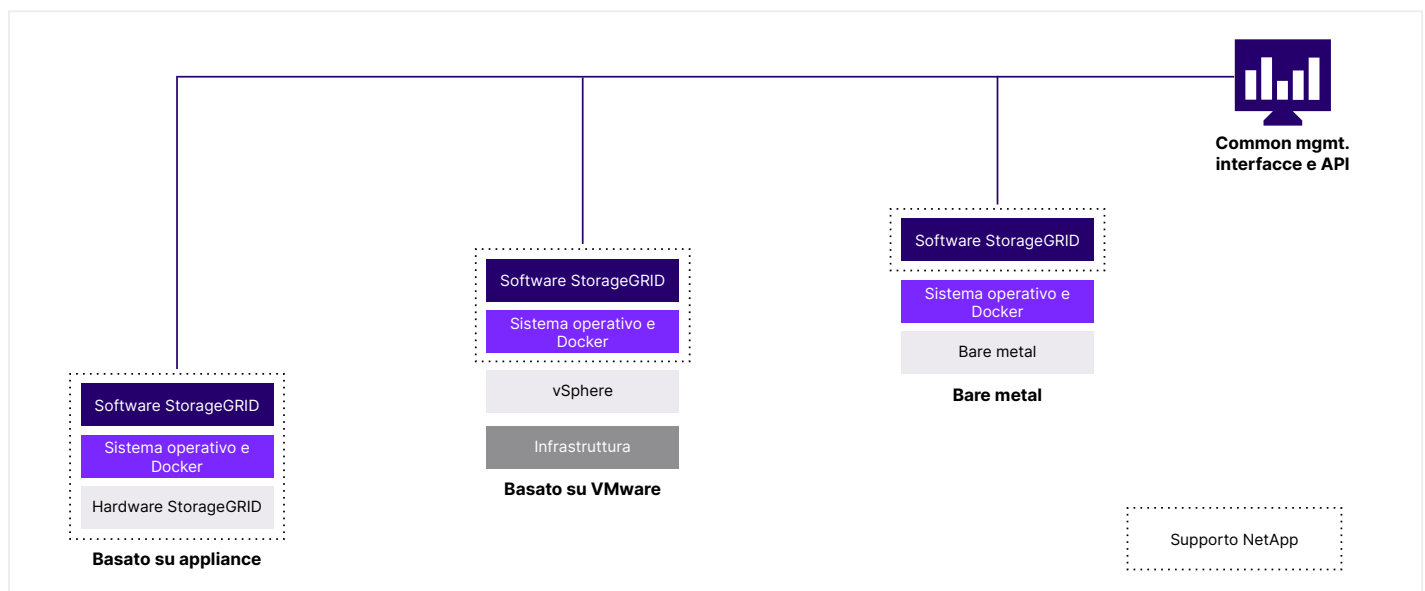 Common mgmt.
interfacce e API
Software StorageGRID
Sistema operativo e
Docker
Hardware StorageGRID
Basato su appliance
Software StorageGRID
Sistema operativo e
Docker
vSphere
Infrastruttura
Basato su VMware
Software StorageGRID
Sistema operativo e
Docker
Bare metal
Bare metal
Supporto NetApp